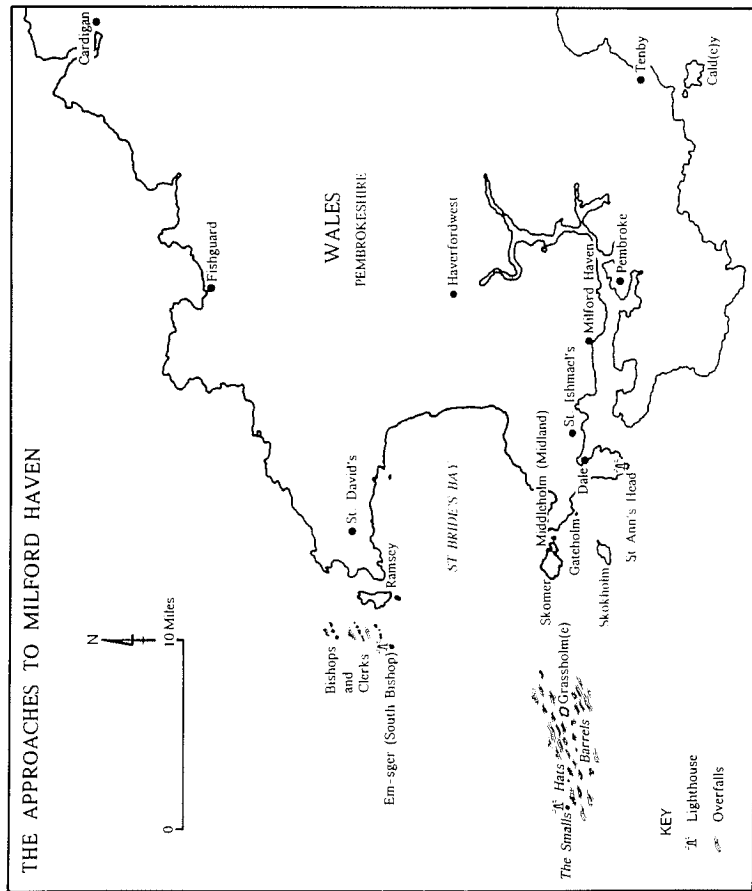 THE APPROACHES TO MILFORD HAVEN
N
0
10 Miles
Cardigan
Fishguard
WALES
PEMBROKESHIRE
St. David's
Haverfordwest
Bishops
and
Clerks
Ramsey
Em-sger (South Bishop)
ST BRIDE'S BAY
Skomer
Middleholm (Midland)
Gateholm
Skokholm
Dale
St Ann's Head
St Ishmael's
Milford Haven
Pembroke
Tenby
Cald(e)y
The Smalls
Hats
Grassholm(e)
Barrels
KEY
Lighthouse
Overfalls